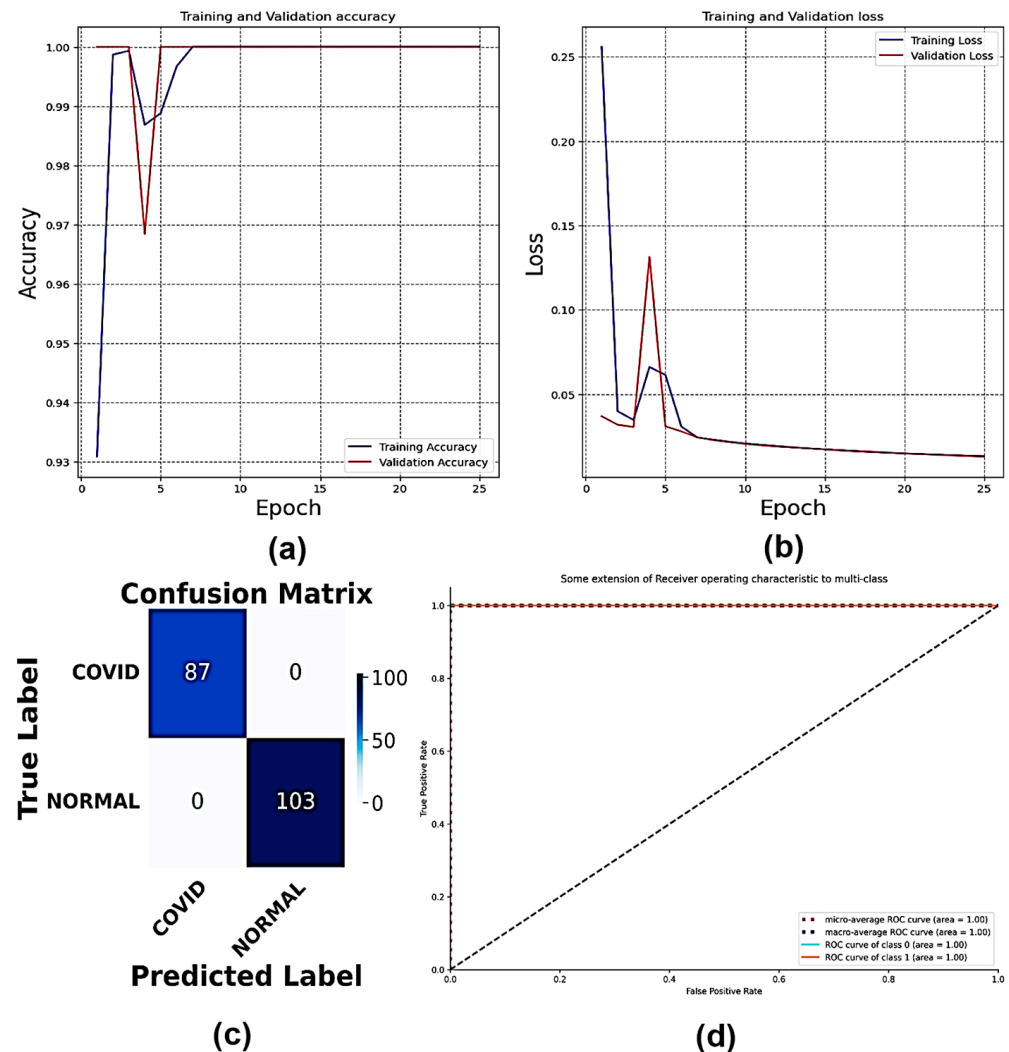 Training and Validation accuracy
1.00
0.99
0.98
0.97
0.96
0.95
0.94
0.93
Accuracy
Training Accuracy
Validation Accuracy
0 5 10 15 20 25
Epoch
(a)
Training and Validation loss
Training Loss
Validation Loss
0.25
0.20
0.15
0.10
0.05
Loss
0 5 10 15 20 25
Epoch
(b)
Confusion Matrix
True Label
COVID
87 0
NORMAL
0 103
100
50
0
COVID
NORMAL
Predicted Label
(c)
Some extension of Receiver operating characteristic to multi-class
1.0
0.8
0.6
0.4
0.2
0.0
True Positive Rate
micro-average ROC curve (area = 1.00)
macro-average ROC curve (area = 1.00)
ROC curve of class 0 (area = 1.00)
ROC curve of class 1 (area = 1.00)
0.0 0.2 0.4 0.6 0.8 1.0
False Positive Rate
(d)